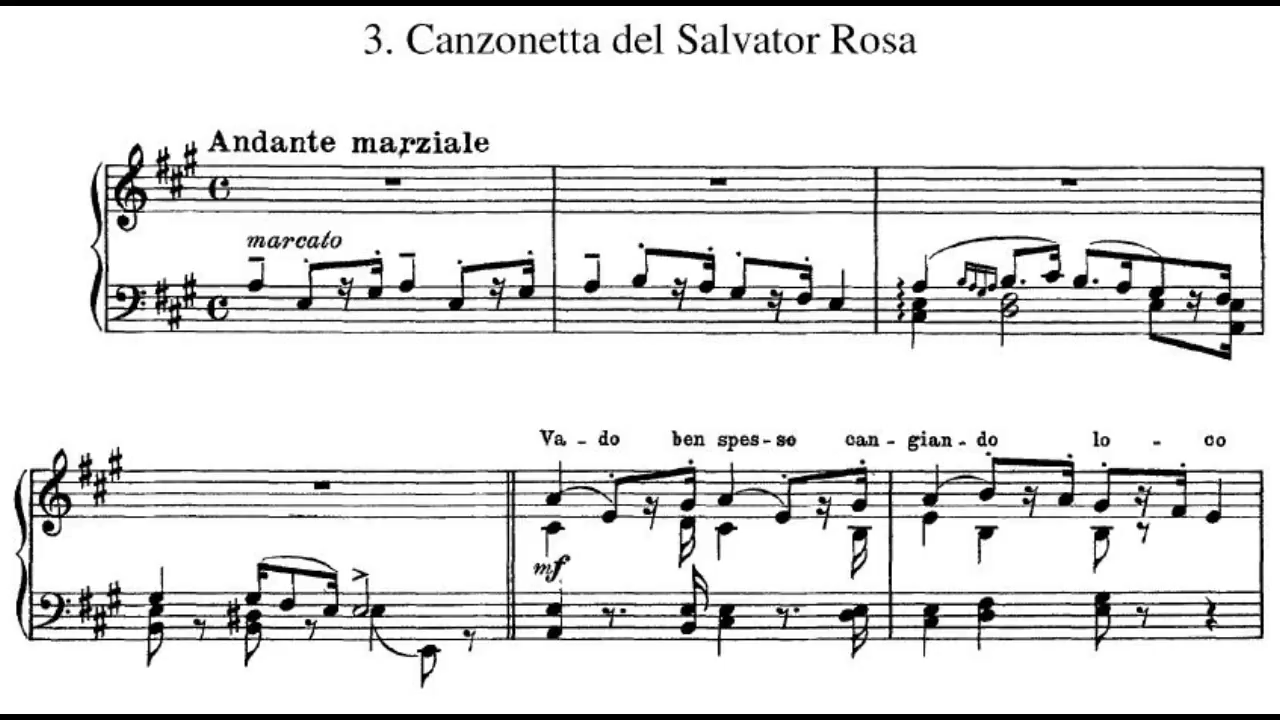 3. Canzonetta del Salvator Rosa
Andante marziale
marcato
Va - do ben spes - so can - gian - do lo - co
mf